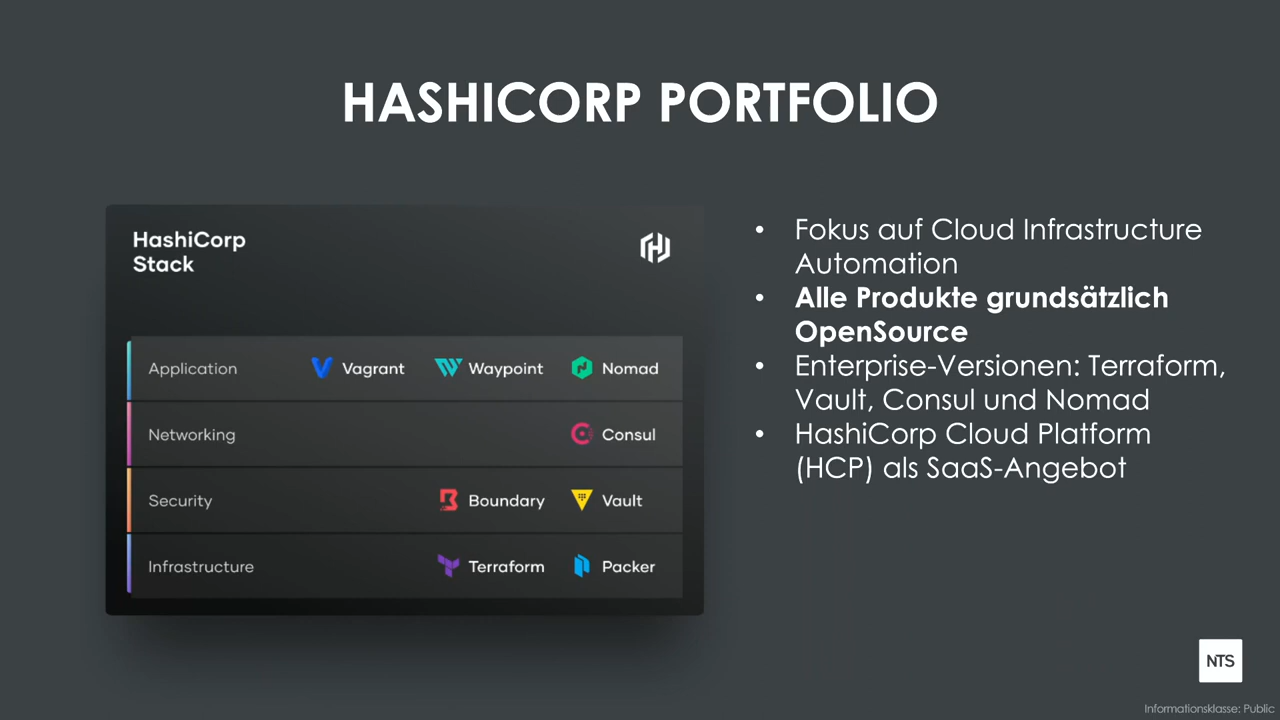 HASHICORP PORTFOLIO
HashiCorp
Stack
Application Vagrant Waypoint Nomad
Networking Consul
Security Boundary Vault
Infrastructure Terraform Packer
• Fokus auf Cloud Infrastructure
Automation
• Alle Produkte grundsätzlich
OpenSource
• Enterprise-Versionen: Terraform,
Vault, Consul und Nomad
• HashiCorp Cloud Platform
(HCP) als SaaS-Angebot
NTS
Informationsklasse: Public